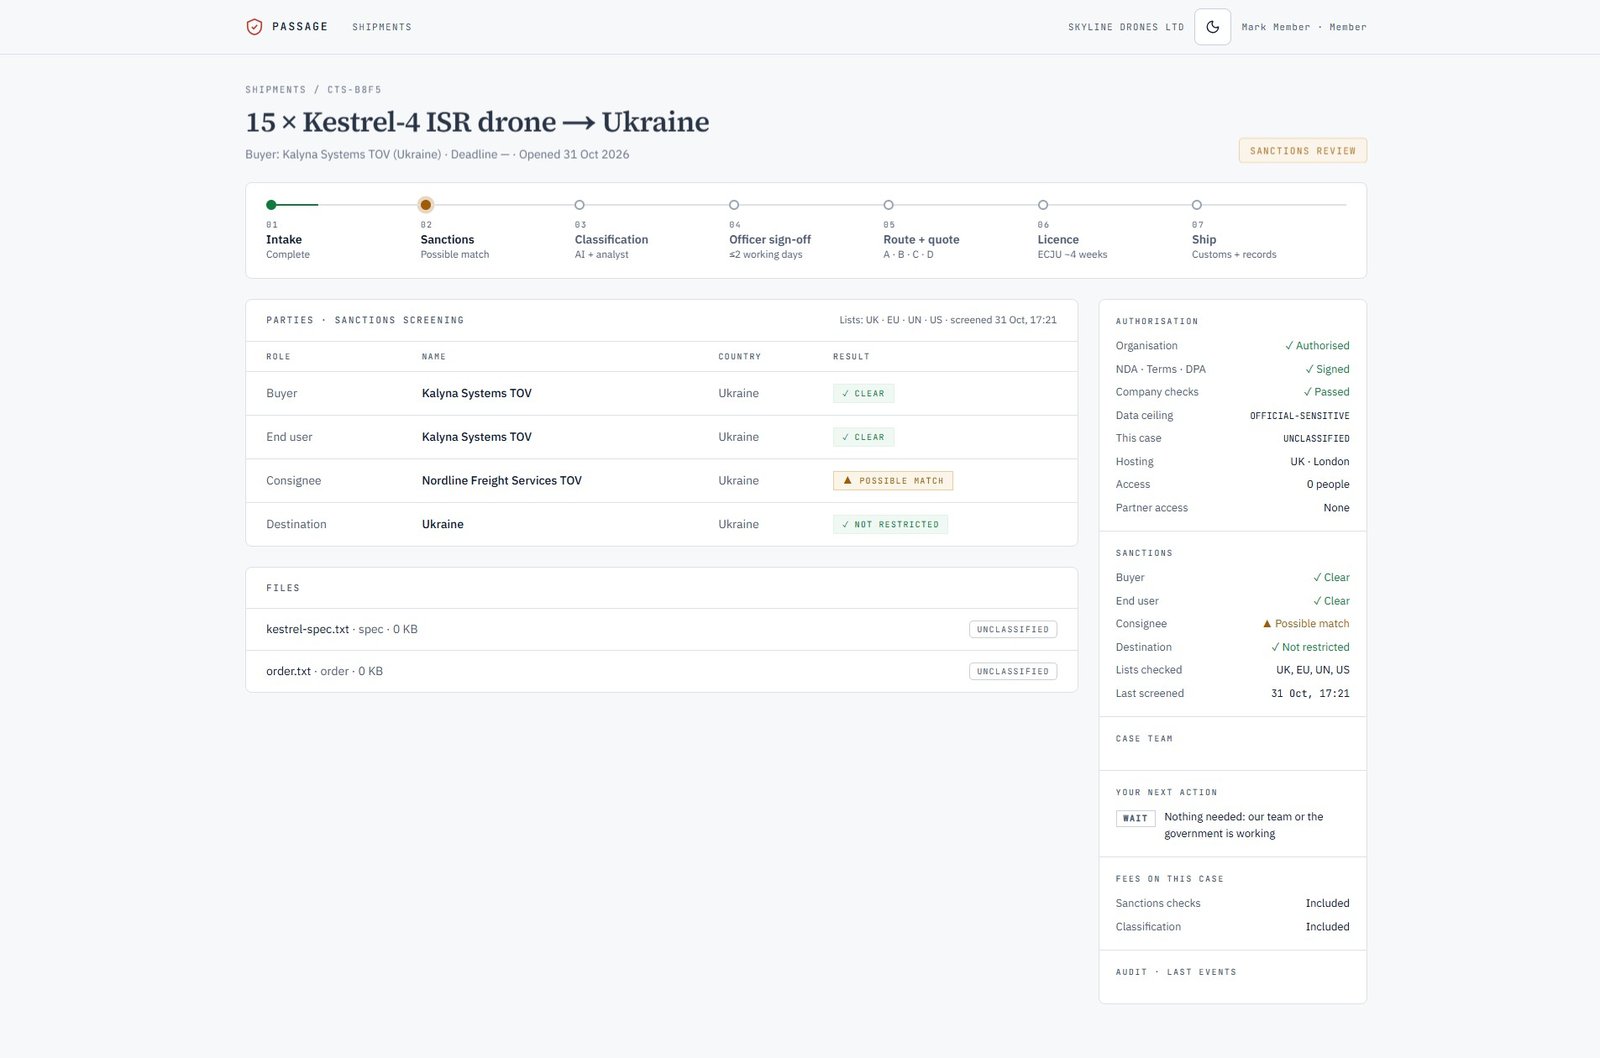 PASSAGE SHIPMENTS SKYLINE DRONES LTD Mark Member · Member
SHIPMENTS / CTS-B8F5
15 × Kestrel-4 ISR drone → Ukraine
Buyer: Kalyna Systems TOV (Ukraine) · Deadline — · Opened 31 Oct 2026
SANCTIONS REVIEW
01
Intake
Complete
02
Sanctions
Possible match
03
Classification
AI + analyst
04
Officer sign-off
≤2 working days
05
Route + quote
A · B · C · D
06
Licence
ECJU ~4 weeks
07
Ship
Customs + records
PARTIES · SANCTIONS SCREENING Lists: UK · EU · UN · US · screened 31 Oct, 17:21
ROLE NAME COUNTRY RESULT
Buyer Kalyna Systems TOV Ukraine ✓ CLEAR
End user Kalyna Systems TOV Ukraine ✓ CLEAR
Consignee Nordline Freight Services TOV Ukraine ▲ POSSIBLE MATCH
Destination Ukraine Ukraine ✓ NOT RESTRICTED
FILES
kestrel-spec.txt · spec · 0 KB UNCLASSIFIED
order.txt · order · 0 KB UNCLASSIFIED
AUTHORISATION
Organisation ✓ Authorised
NDA · Terms · DPA ✓ Signed
Company checks ✓ Passed
Data ceiling OFFICIAL-SENSITIVE
This case UNCLASSIFIED
Hosting UK · London
Access 0 people
Partner access None
SANCTIONS
Buyer ✓ Clear
End user ✓ Clear
Consignee ▲ Possible match
Destination ✓ Not restricted
Lists checked UK, EU, UN, US
Last screened 31 Oct, 17:21
CASE TEAM
YOUR NEXT ACTION
WAIT Nothing needed: our team or the
government is working
FEES ON THIS CASE
Sanctions checks Included
Classification Included
AUDIT · LAST EVENTS